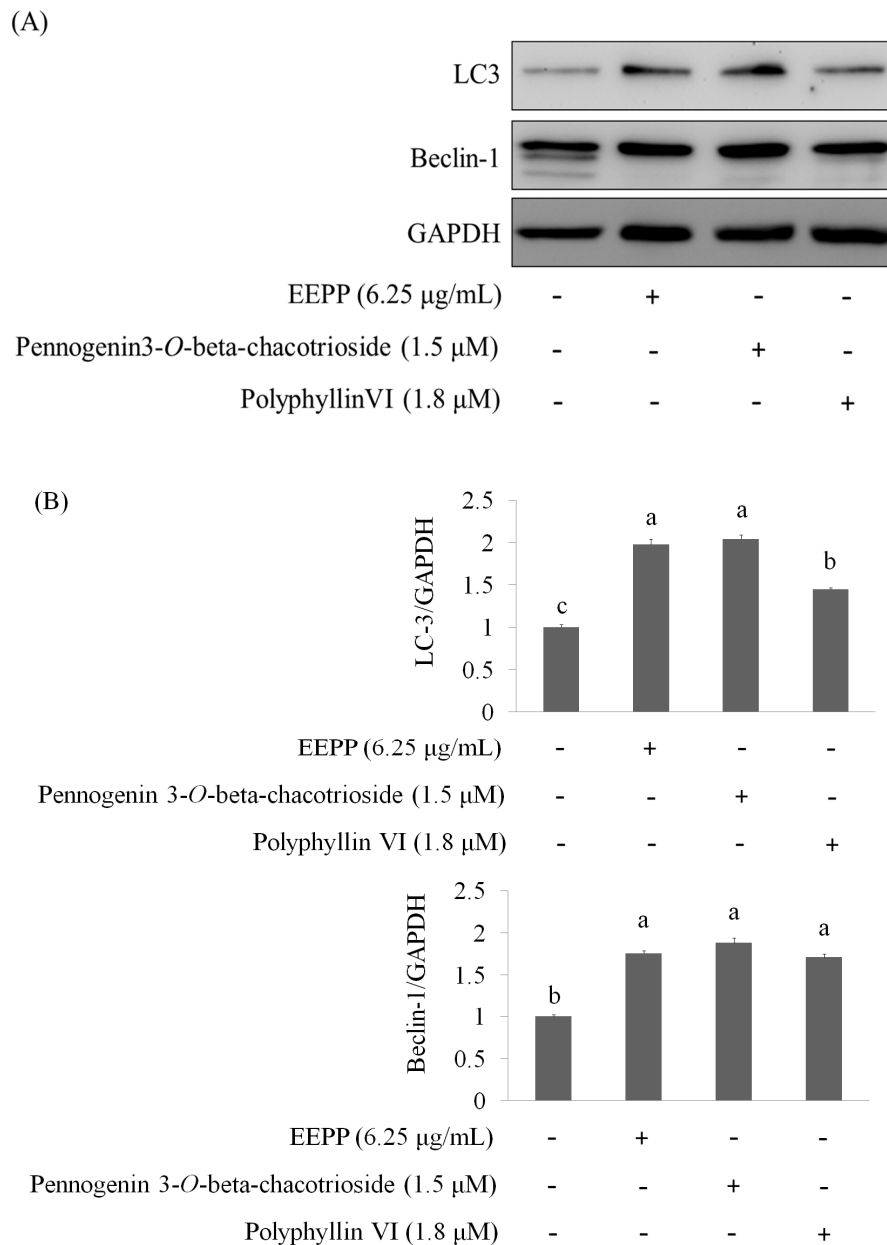 (A)
LC3
Beclin-1
GAPDH
EEPP (6.25 μg/mL) - + - -
Pennogenin3-O-beta-chacotrioside (1.5 μM) - - + -
PolyphyllinVI (1.8 μM) - - - +
(B)
LC-3/GAPDH
2.5
2
1.5
1
0.5
0
c a a b
EEPP (6.25 μg/mL) - + - -
Pennogenin 3-O-beta-chacotrioside (1.5 μM) - - + -
Polyphyllin VI (1.8 μM) - - - +
Beclin-1/GAPDH
2.5
2
1.5
1
0.5
0
b a a a
EEPP (6.25 μg/mL) - + - -
Pennogenin 3-O-beta-chacotrioside (1.5 μM) - - + -
Polyphyllin VI (1.8 μM) - - - +